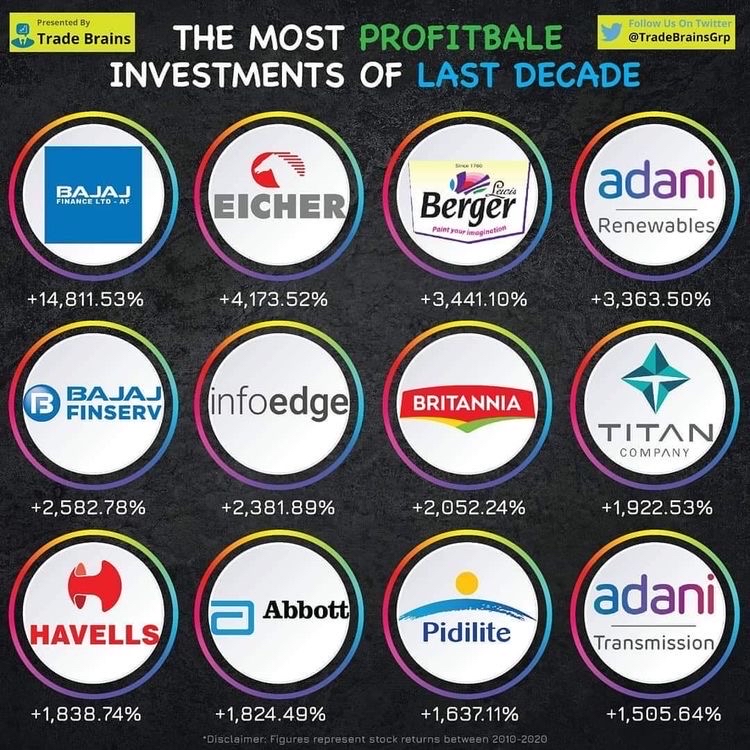 Presented By
Trade Brains
THE MOST PROFITBALE
INVESTMENTS OF LAST DECADE
Follow Us On Twitter
@TradeBrainsGrp
BAJAJ
FINANCE LTD - AF
+14,811.53%
EICHER
+4,173.52%
Since 1760
Lewis
Berger
Paint your imagination
+3,441.10%
adani
Renewables
+3,363.50%
B
BAJAJ
FINSERV
+2,582.78%
infoedge
+2,381.89%
BRITANNIA
+2,052.24%
TITAN
COMPANY
+1,922.53%
HAVELLS
+1,838.74%
Abbott
+1,824.49%
Pidilite
+1,637.11%
adani
Transmission
+1,505.64%
*Disclaimer: Figures represent stock returns between 2010-2020